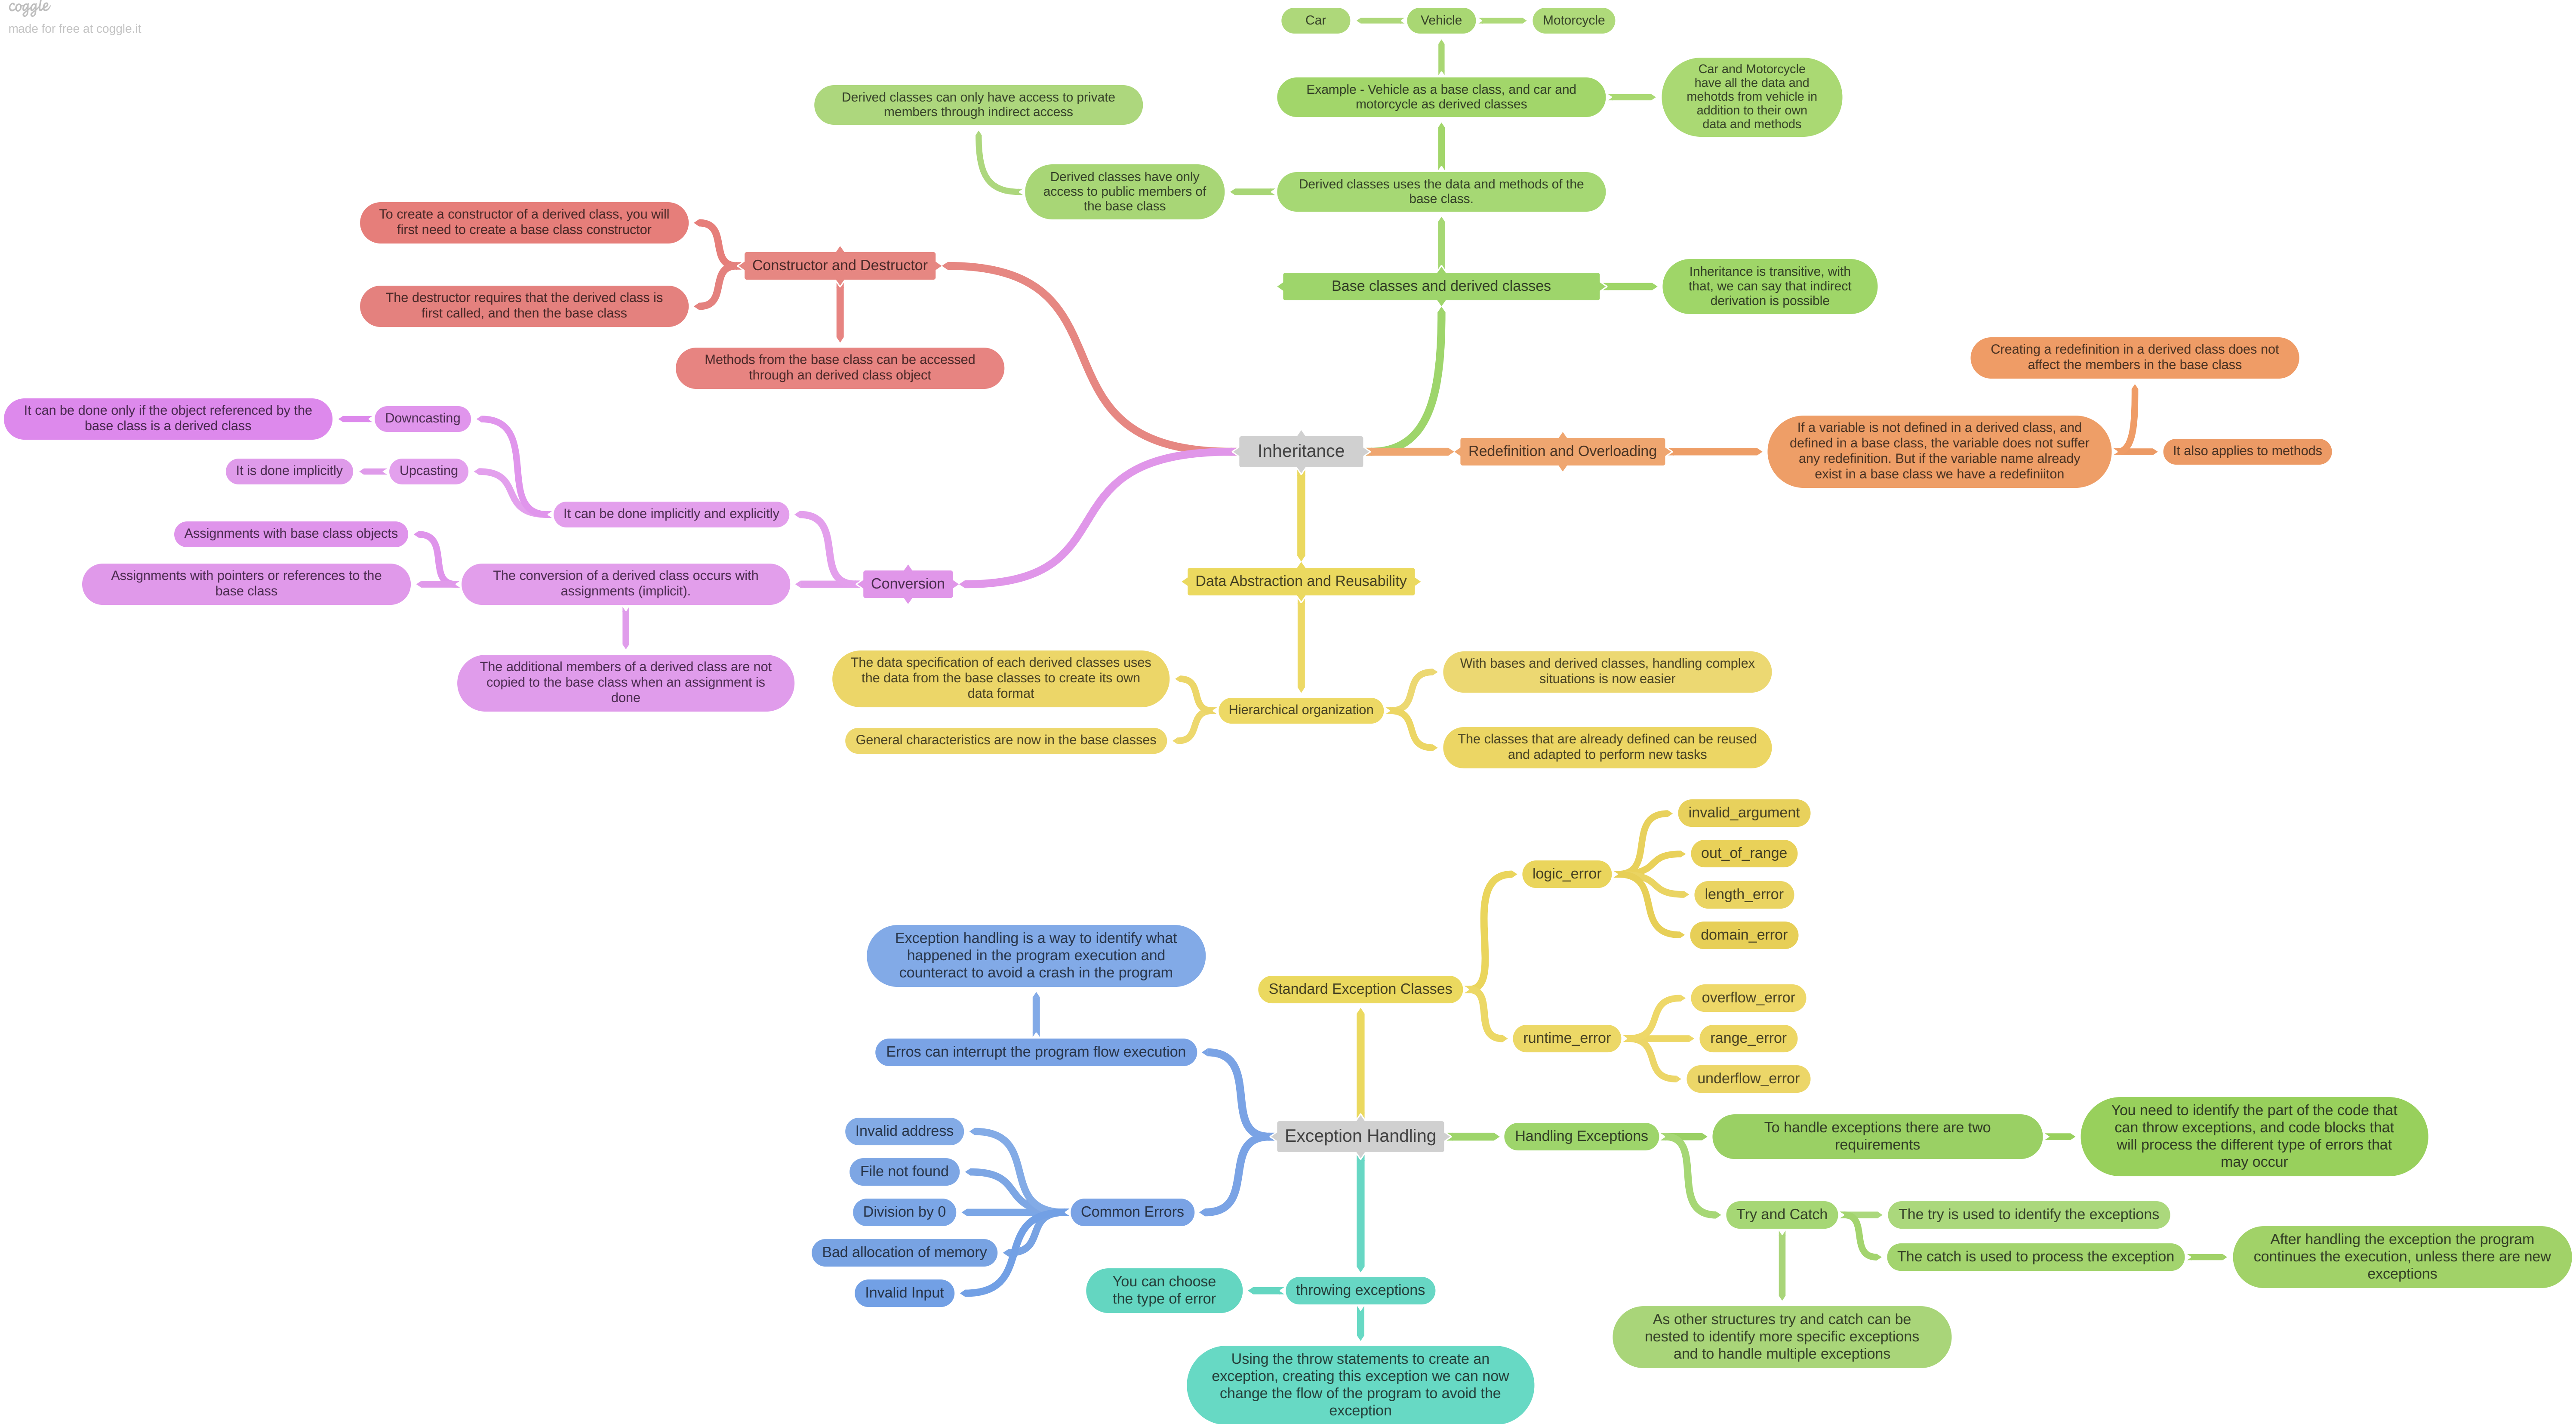 coggle
made for free at coggle.it
Car
Vehicle
Motorcycle
Example - Vehicle as a base class, and car and
motorcycle as derived classes
Car and Motorcycle
have all the data and
mehotds from vehicle in
addition to their own
data and methods
Derived classes can only have access to private
members through indirect access
Derived classes have only
access to public members of
the base class
Derived classes uses the data and methods of the
base class.
Base classes and derived classes
Inheritance is transitive, with
that, we can say that indirect
derivation is possible
To create a constructor of a derived class, you will
first need to create a base class constructor
Constructor and Destructor
The destructor requires that the derived class is
first called, and then the base class
Methods from the base class can be accessed
through an derived class object
Inheritance
Redefinition and Overloading
If a variable is not defined in a derived class, and
defined in a base class, the variable does not suffer
any redefinition. But if the variable name already
exist in a base class we have a redefiniiton
Creating a redefinition in a derived class does not
affect the members in the base class
It also applies to methods
It can be done only if the object referenced by the
base class is a derived class
Downcasting
It is done implicitly
Upcasting
It can be done implicitly and explicitly
Assignments with base class objects
Assignments with pointers or references to the
base class
The conversion of a derived class occurs with
assignments (implicit).
Conversion
The additional members of a derived class are not
copied to the base class when an assignment is
done
Data Abstraction and Reusability
The data specification of each derived classes uses
the data from the base classes to create its own
data format
General characteristics are now in the base classes
Hierarchical organization
With bases and derived classes, handling complex
situations is now easier
The classes that are already defined can be reused
and adapted to perform new tasks
invalid_argument
out_of_range
logic_error
length_error
domain_error
Standard Exception Classes
overflow_error
runtime_error
range_error
underflow_error
Exception handling is a way to identify what
happened in the program execution and
counteract to avoid a crash in the program
Erros can interrupt the program flow execution
Exception Handling
Invalid address
File not found
Division by 0
Common Errors
Bad allocation of memory
Invalid Input
Handling Exceptions
To handle exceptions there are two
requirements
You need to identify the part of the code that
can throw exceptions, and code blocks that
will process the different type of errors that
may occur
Try and Catch
The try is used to identify the exceptions
The catch is used to process the exception
After handling the exception the program
continues the execution, unless there are new
exceptions
As other structures try and catch can be
nested to identify more specific exceptions
and to handle multiple exceptions
You can choose
the type of error
throwing exceptions
Using the throw statements to create an
exception, creating this exception we can now
change the flow of the program to avoid the
exception